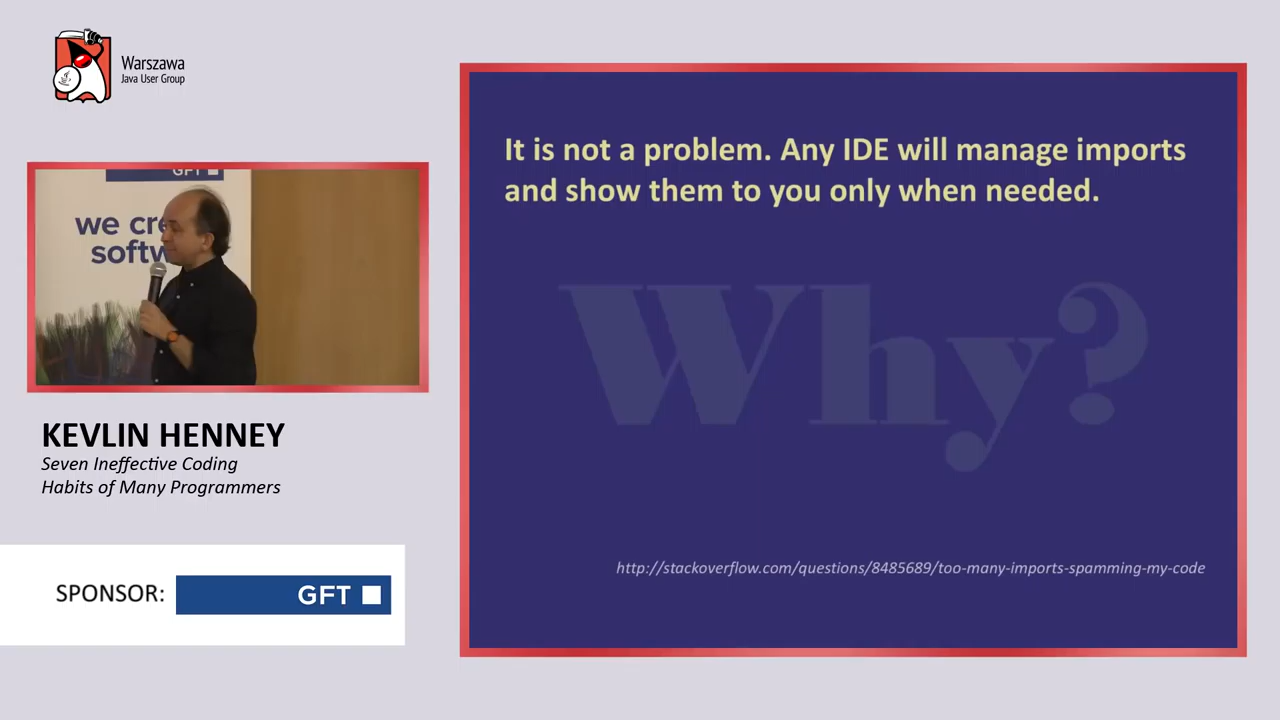 Warszawa
Java User Group
GFT
we cre
softw
KEVLIN HENNEY
Seven Ineffective Coding
Habits of Many Programmers
SPONSOR:
GFT
It is not a problem. Any IDE will manage imports
and show them to you only when needed.
Why?
http://stackoverflow.com/questions/8485689/too-many-imports-spamming-my-code